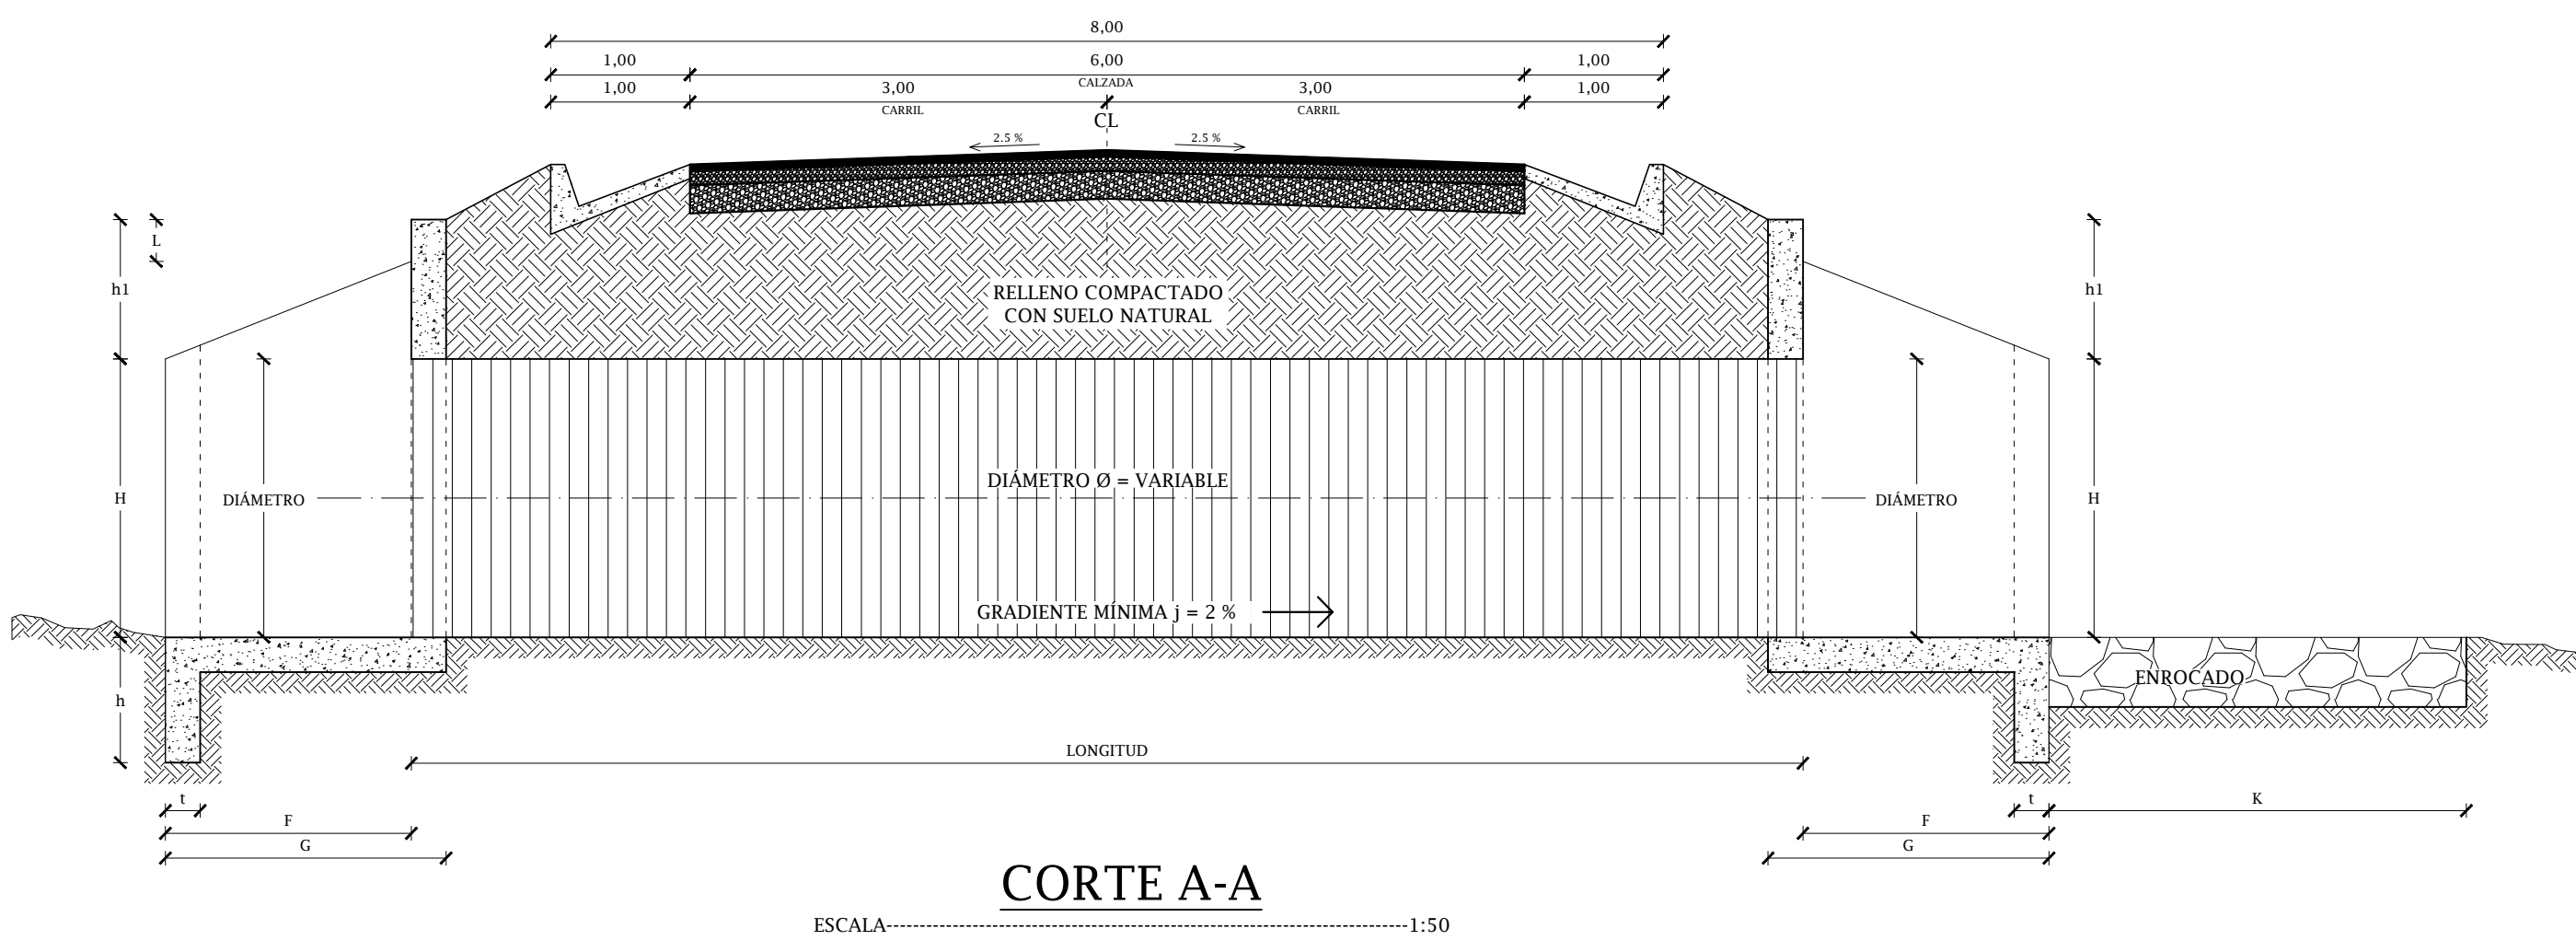 8,00
1,00 6,00 1,00
CALZADA
1,00 3,00 3,00 1,00
CARRIL CARRIL
CL
2.5 % 2.5 %
L
h1 h1
RELLENO COMPACTADO
CON SUELO NATURAL
DIÁMETRO Ø = VARIABLE
H DIÁMETRO DIÁMETRO H
GRADIENTE MÍNIMA j = 2 %
ENROCADO
h
LONGITUD
t t K
F F
G G
CORTE A-A
ESCALA--------------------------------------------------------------------------------1:50